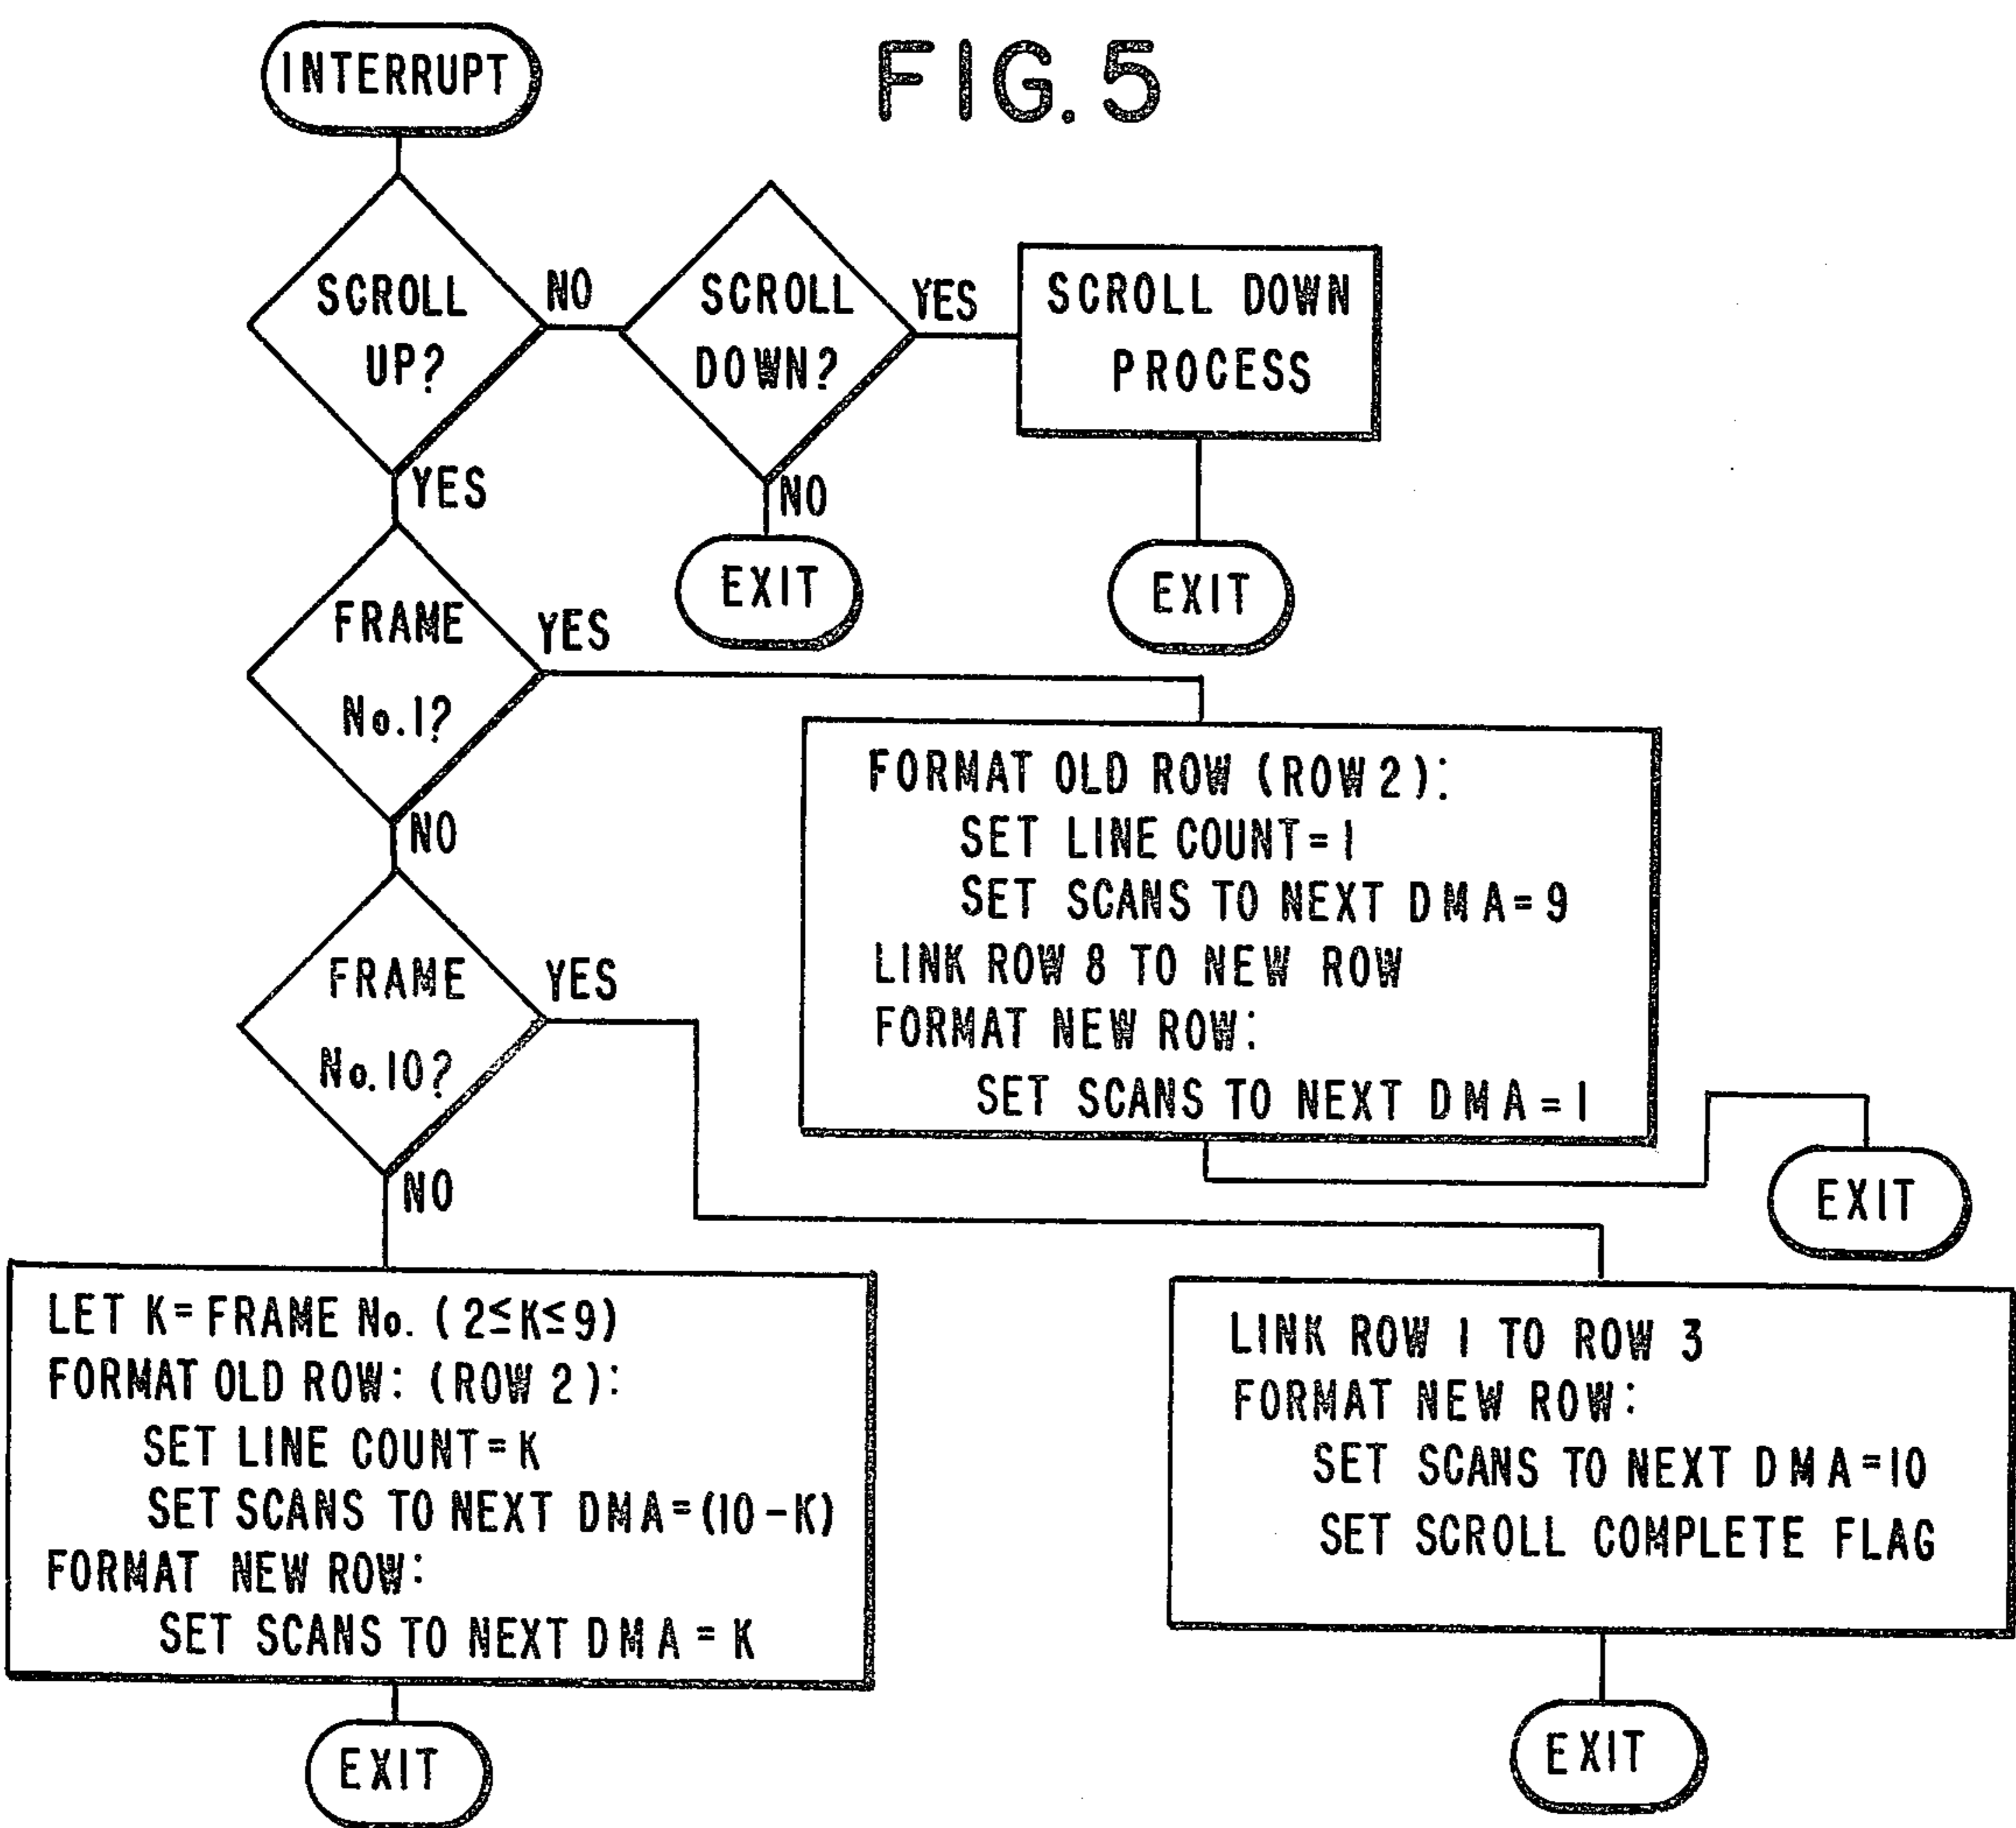 FIG. 5
INTERRUPT
SCROLL
UP?
NO
YES
SCROLL
DOWN?
YES
NO
SCROLL DOWN
PROCESS
EXIT
EXIT
FRAME
No. 1?
YES
NO
FORMAT OLD ROW (ROW 2):
SET LINE COUNT = 1
SET SCANS TO NEXT DMA = 9
LINK ROW 8 TO NEW ROW
FORMAT NEW ROW:
SET SCANS TO NEXT DMA = 1
EXIT
FRAME
No. 10?
YES
NO
LET K = FRAME No. (2≤K≤9)
FORMAT OLD ROW: (ROW 2):
SET LINE COUNT = K
SET SCANS TO NEXT DMA = (10 - K)
FORMAT NEW ROW:
SET SCANS TO NEXT DMA = K
EXIT
LINK ROW 1 TO ROW 3
FORMAT NEW ROW:
SET SCANS TO NEXT DMA = 10
SET SCROLL COMPLETE FLAG
EXIT